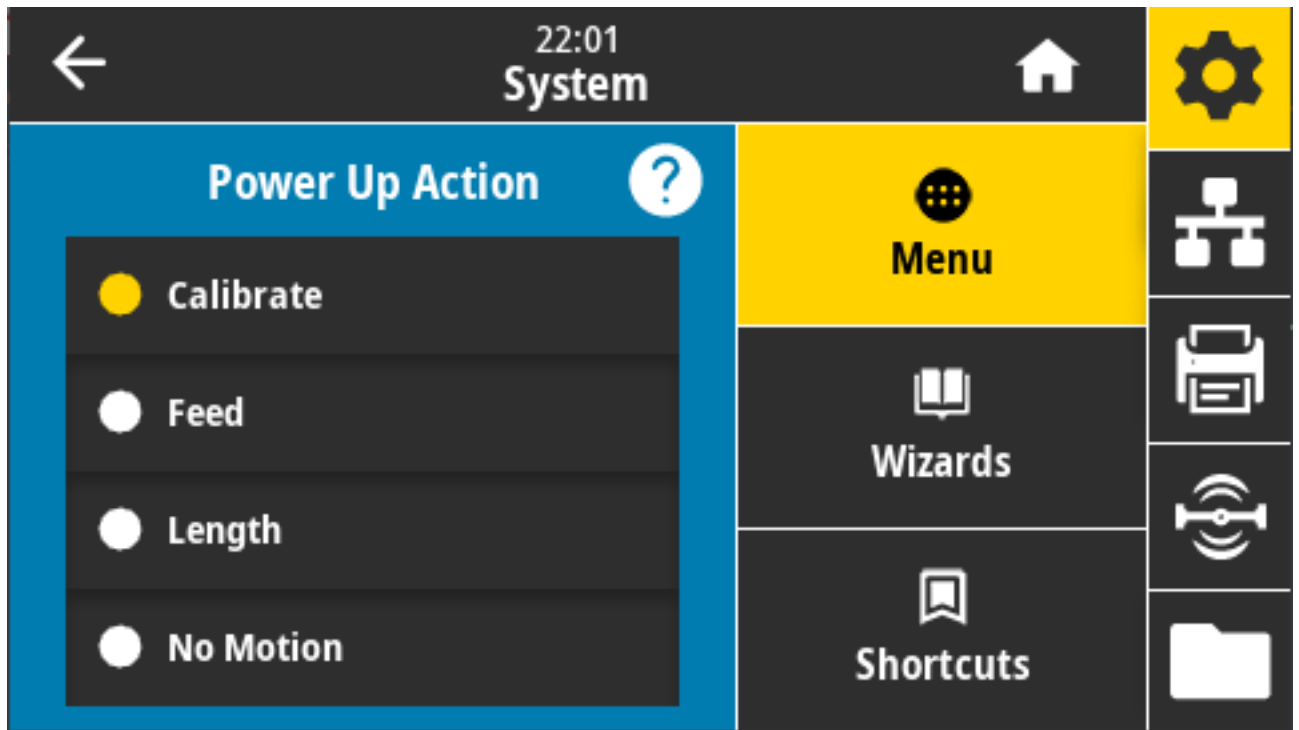 22:01
System
Power Up Action
?
Calibrate
Feed
Length
No Motion
Menu
Wizards
Shortcuts